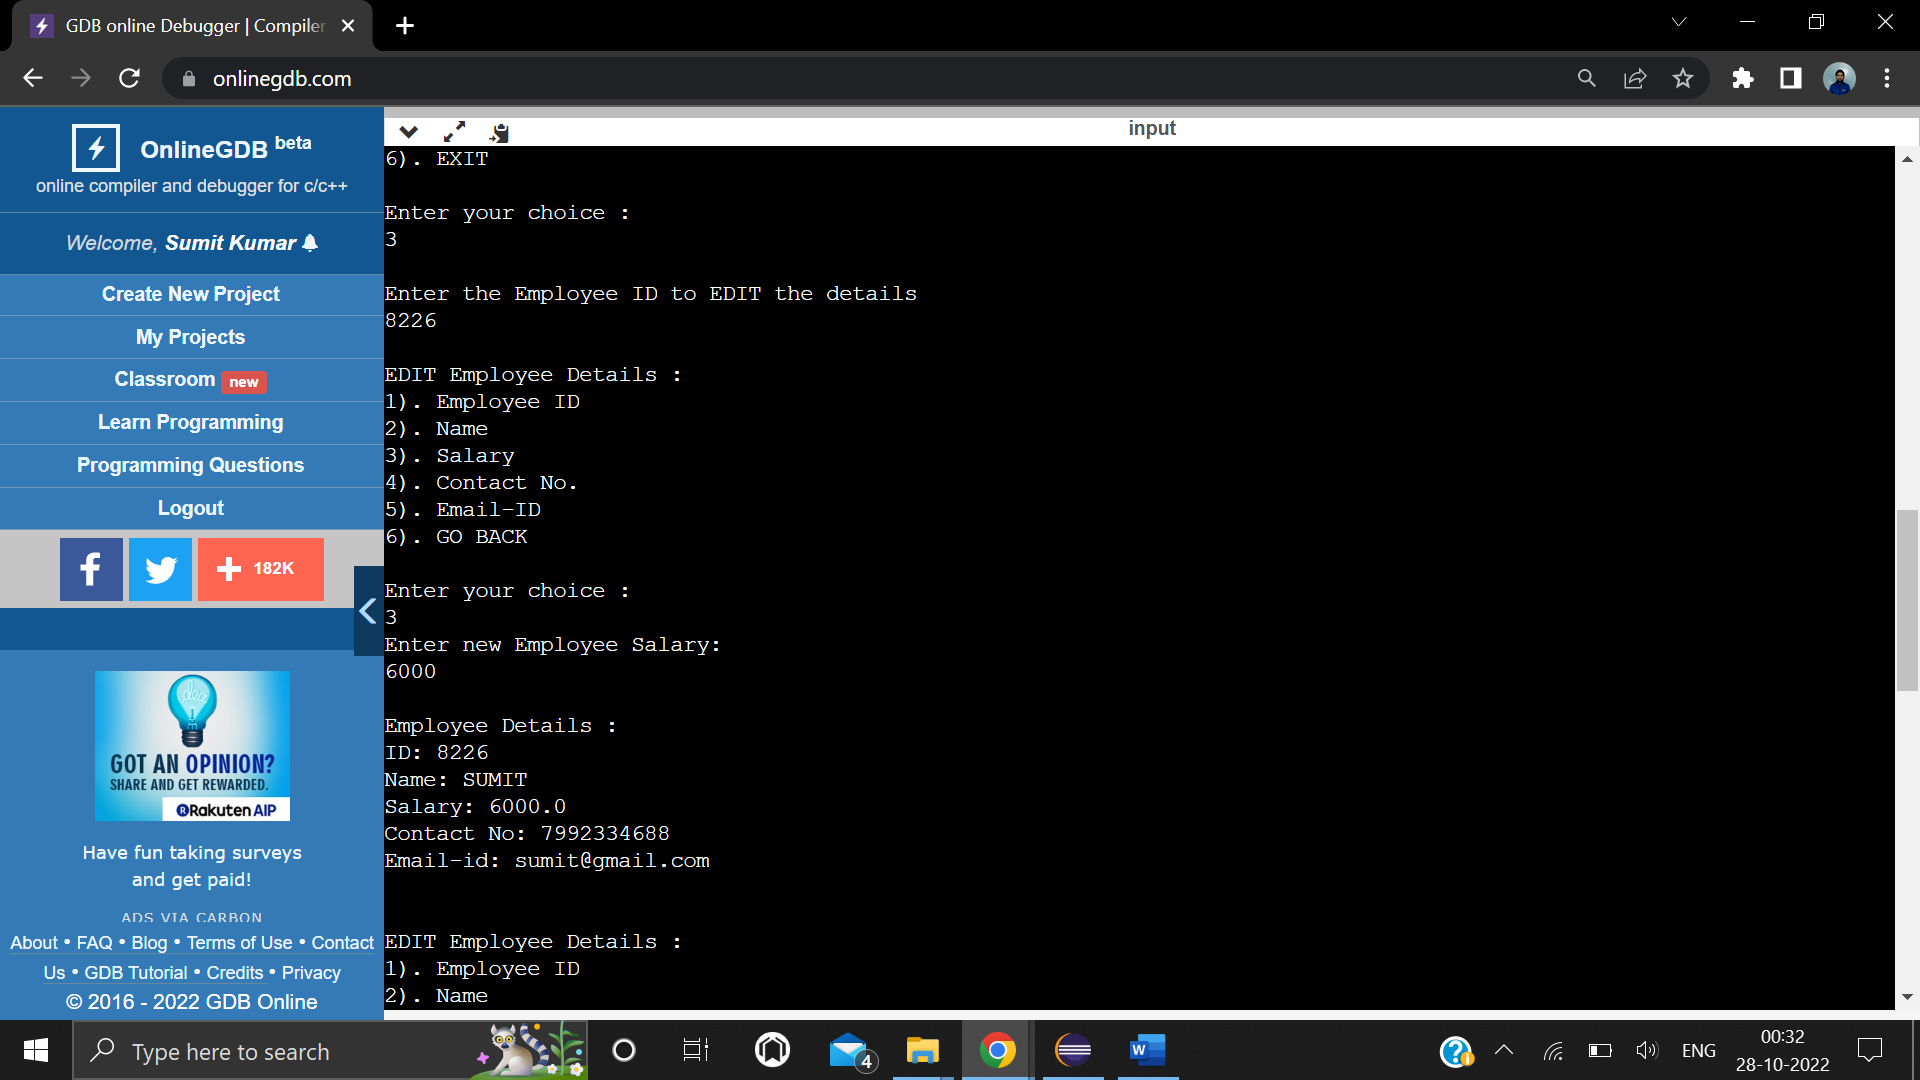 GDB online Debugger | Compiler
onlinegdb.com
OnlineGDB beta
online compiler and debugger for c/c++
Welcome, Sumit Kumar
Create New Project
My Projects
Classroom new
Learn Programming
Programming Questions
Logout
182K
idea
GOT AN OPINION?
SHARE AND GET REWARDED.
Rakuten AIP
Have fun taking surveys
and get paid!
ADS VIA CARBON
About • FAQ • Blog • Terms of Use • Contact
Us • GDB Tutorial • Credits • Privacy
© 2016 - 2022 GDB Online
input
6). EXIT
Enter your choice :
3
Enter the Employee ID to EDIT the details
8226
EDIT Employee Details :
1). Employee ID
2). Name
3). Salary
4). Contact No.
5). Email-ID
6). GO BACK
Enter your choice :
3
Enter new Employee Salary:
6000
Employee Details :
ID: 8226
Name: SUMIT
Salary: 6000.0
Contact No: 7992334688
Email-id: sumit@gmail.com
EDIT Employee Details :
1). Employee ID
2). Name
Type here to search
4
W
ENG
00:32
28-10-2022